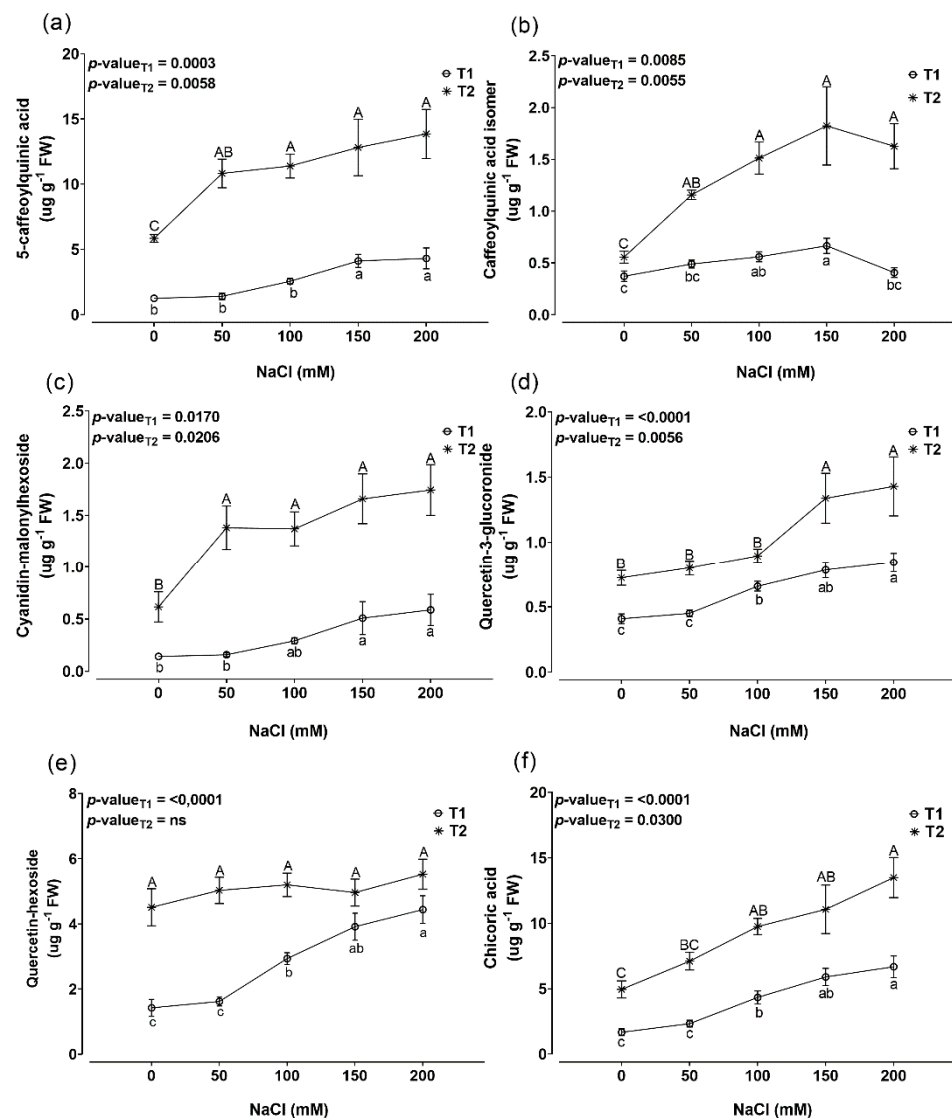 (a)
p-valueT1 = 0.0003
p-valueT2 = 0.0058
T1
T2
5-caffeoylquinic acid
(ug g-1 FW)
20
15
10
5
0
C
AB
A
A
A
b
b
b
a
a
0 50 100 150 200
NaCl (mM)
(b)
p-valueT1 = 0.0085
p-valueT2 = 0.0055
T1
T2
Caffeoylquinic acid isomer
(ug g-1 FW)
2.5
2.0
1.5
1.0
0.5
0.0
C
AB
A
A
A
c
bc
ab
a
bc
0 50 100 150 200
NaCl (mM)
(c)
p-valueT1 = 0.0170
p-valueT2 = 0.0206
T1
T2
Cyanidin-malonylhexoside
(ug g-1 FW)
2.5
2.0
1.5
1.0
0.5
0.0
B
A
A
A
A
b
b
ab
a
a
0 50 100 150 200
NaCl (mM)
(d)
p-valueT1 = <0.0001
p-valueT2 = 0.0056
T1
T2
Quercetin-3-glucoronide
(ug g-1 FW)
2.0
1.5
1.0
0.5
0.0
B
B
B
A
A
c
c
b
ab
a
0 50 100 150 200
NaCl (mM)
(e)
p-valueT1 = <0,0001
p-valueT2 = ns
T1
T2
Quercetin-hexoside
(ug g-1 FW)
8
6
4
2
0
A
A
A
A
A
c
c
b
ab
a
0 50 100 150 200
NaCl (mM)
(f)
p-valueT1 = <0.0001
p-valueT2 = 0.0300
T1
T2
Chicoric acid
(ug g-1 FW)
20
15
10
5
0
C
BC
AB
AB
A
c
c
b
ab
a
0 50 100 150 200
NaCl (mM)